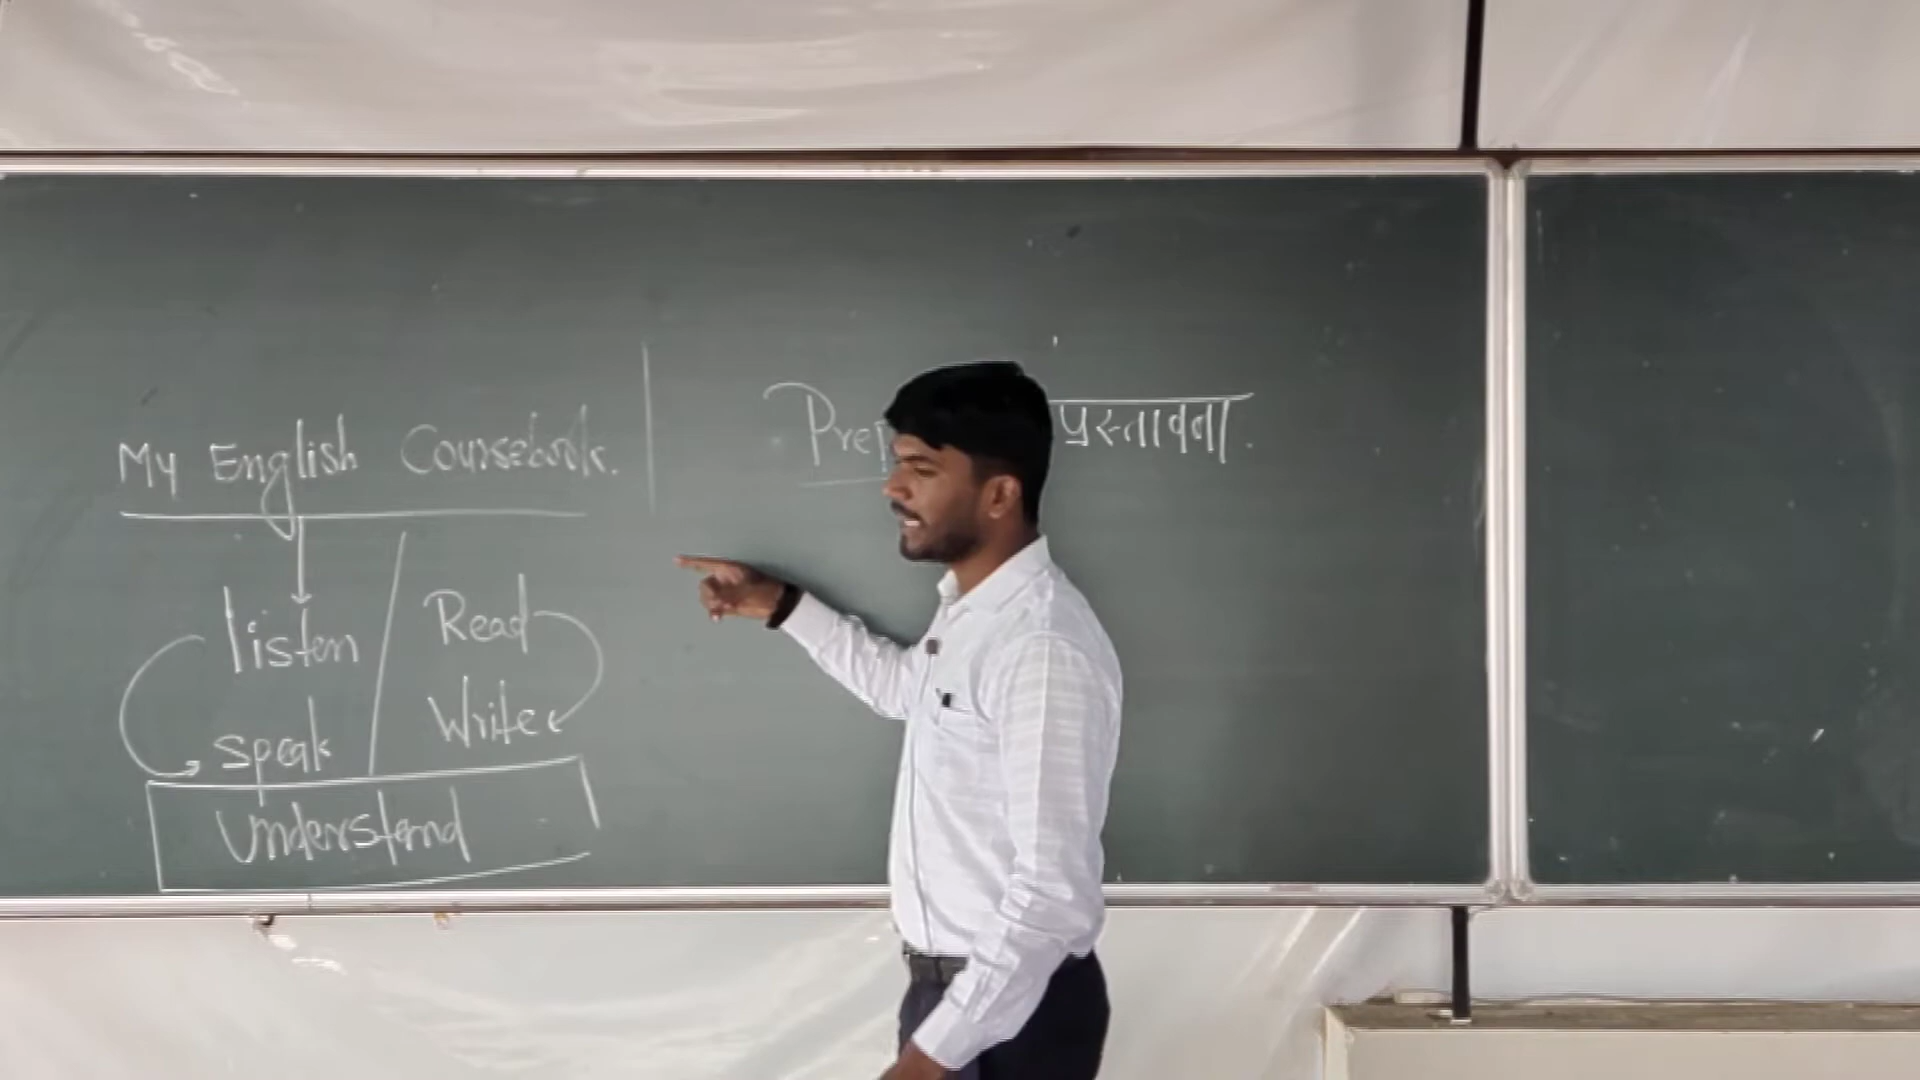 My English Coursebook.
listen
speak
Read
Write
Understand
प्रस्तावना.